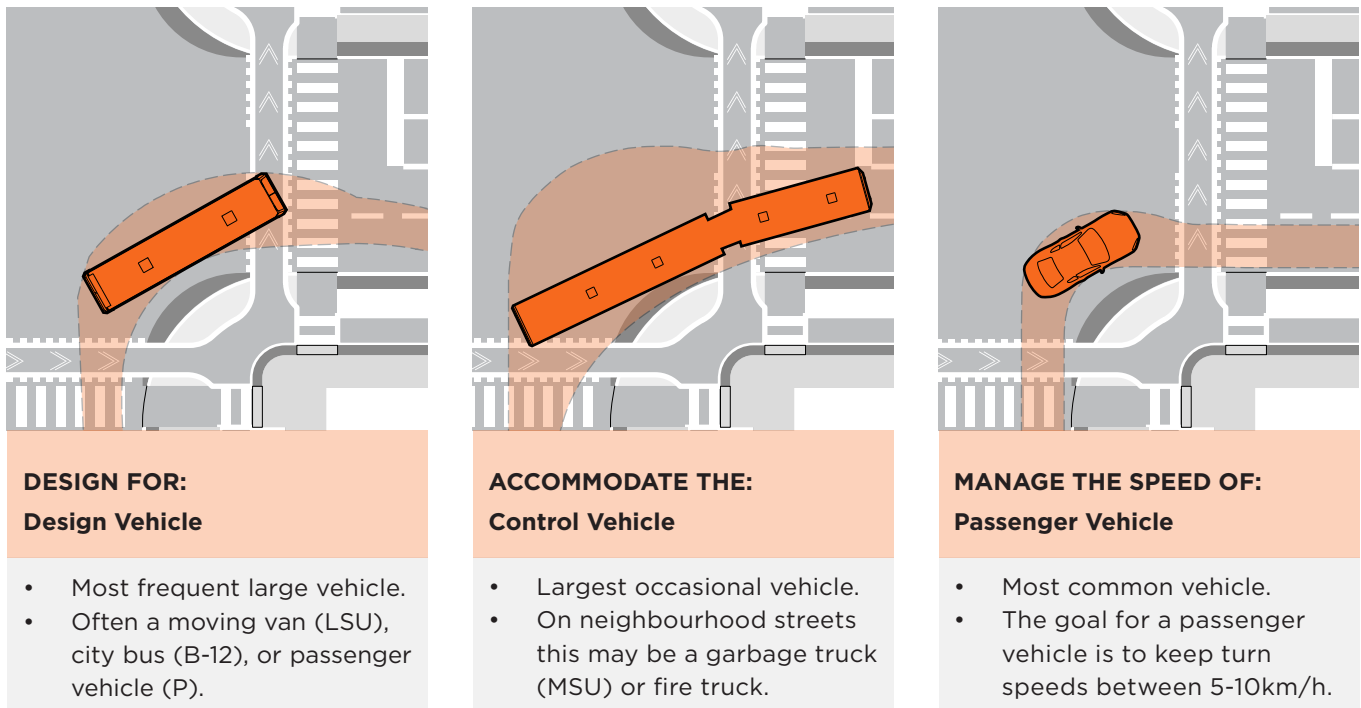 DESIGN FOR:
Design Vehicle
• Most frequent large vehicle.
• Often a moving van (LSU),
city bus (B-12), or passenger
vehicle (P).
ACCOMMODATE THE:
Control Vehicle
• Largest occasional vehicle.
• On neighbourhood streets
this may be a garbage truck
(MSU) or fire truck.
MANAGE THE SPEED OF:
Passenger Vehicle
• Most common vehicle.
• The goal for a passenger
vehicle is to keep turn
speeds between 5-10km/h.